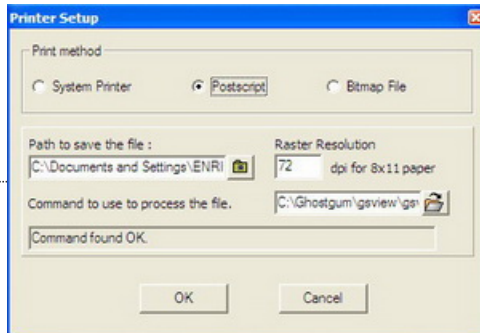 Printer Setup
Print method
System Printer Postscript Bitmap File
Path to save the file : Raster Resolution
C:\Documents and Settings\ENRI 72 dpi for 8x11 paper
Command to use to process the file. C:\Ghostgum\gsview\gsv
Command found OK.
OK Cancel